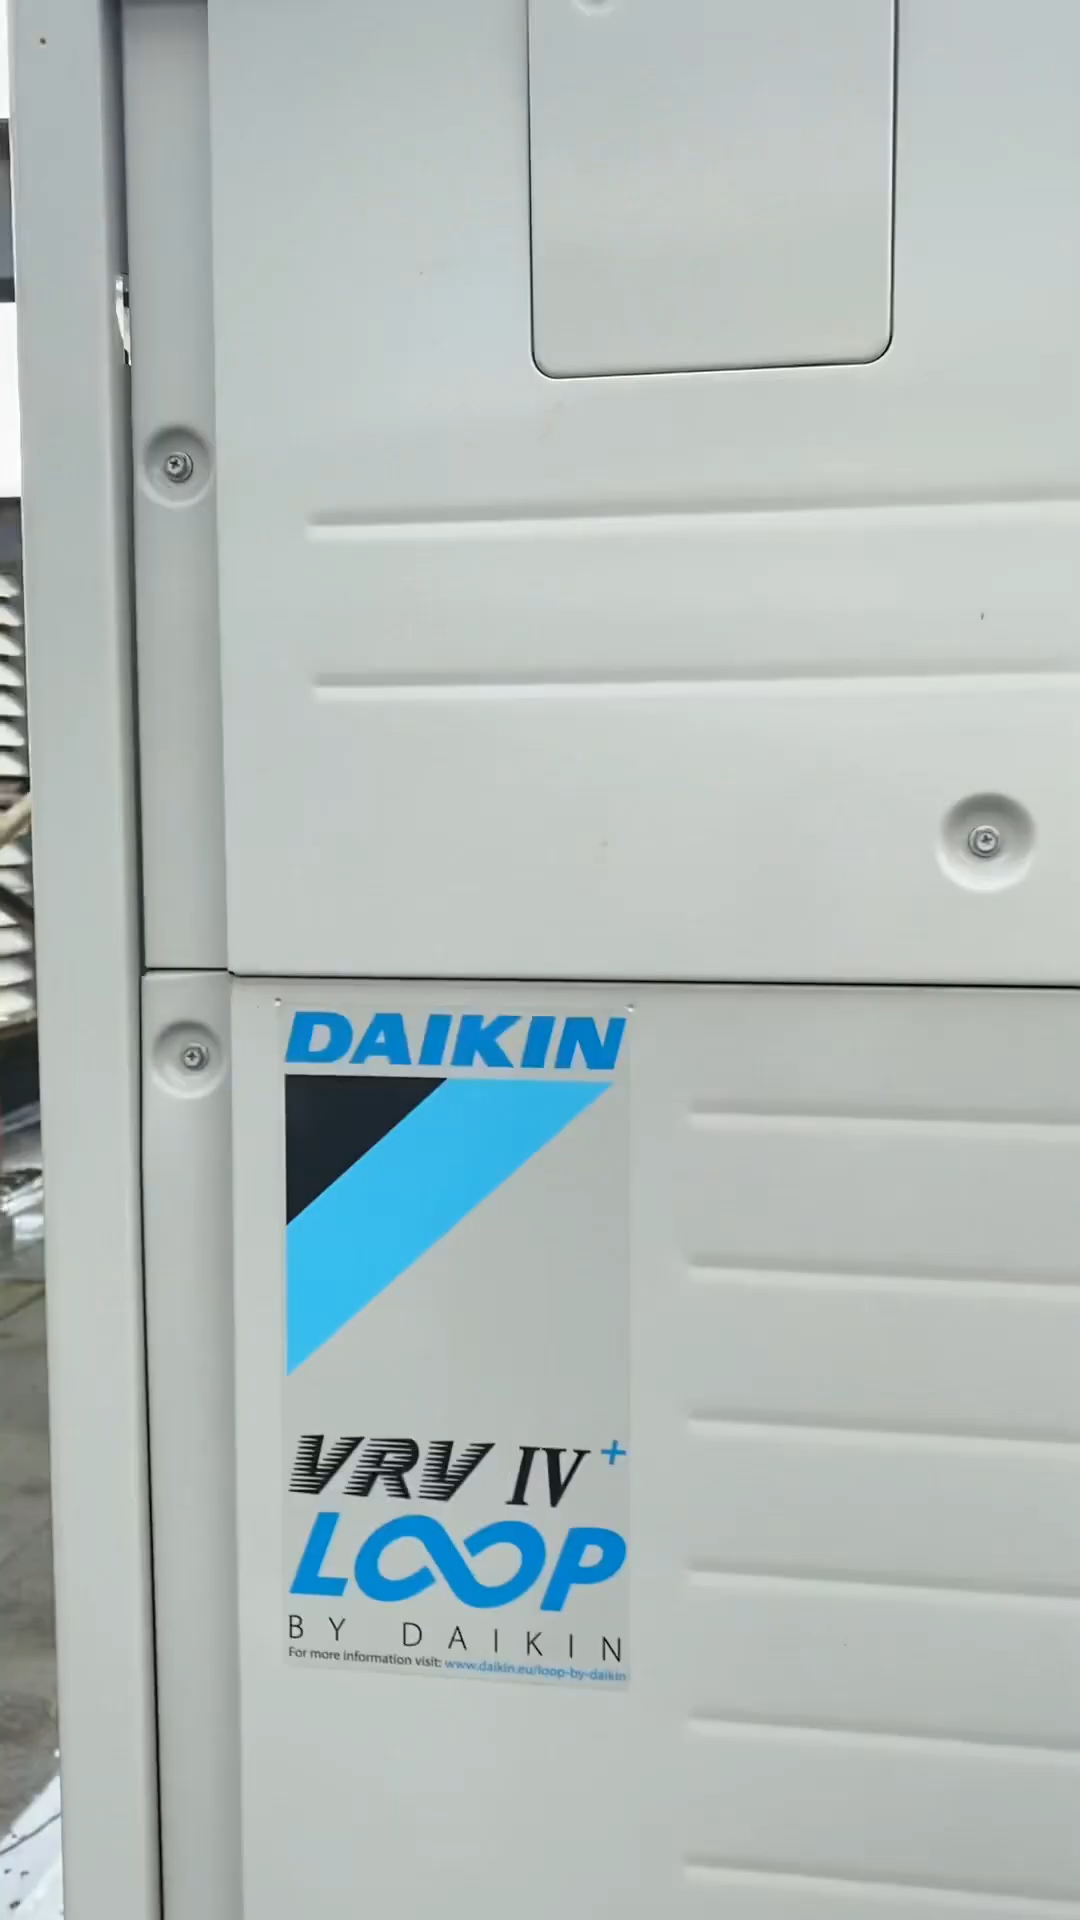 DAIKIN
VRV IV+
LOOP
BY DAIKIN
For more information visit: www.daikin.eu/loop-by-daikin